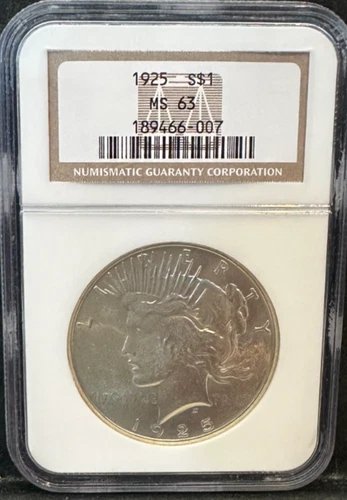 1925 S$1
MS 63
189466-007
NUMISMATIC GUARANTY CORPORATION
LIBERTY
1925